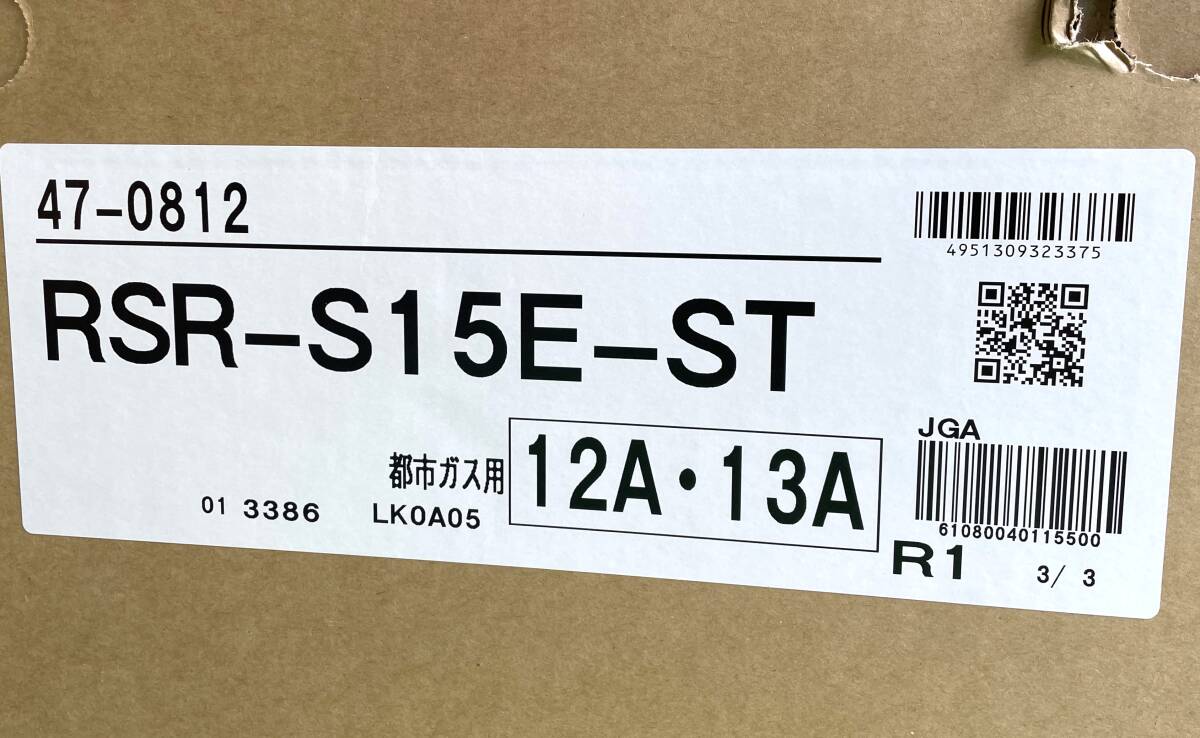 47-0812
4951309323375
RSR-S15E-ST
JGA
都市ガス用 12A・13A
01 3386 LK0A05
61080040115500
R1 3/ 3